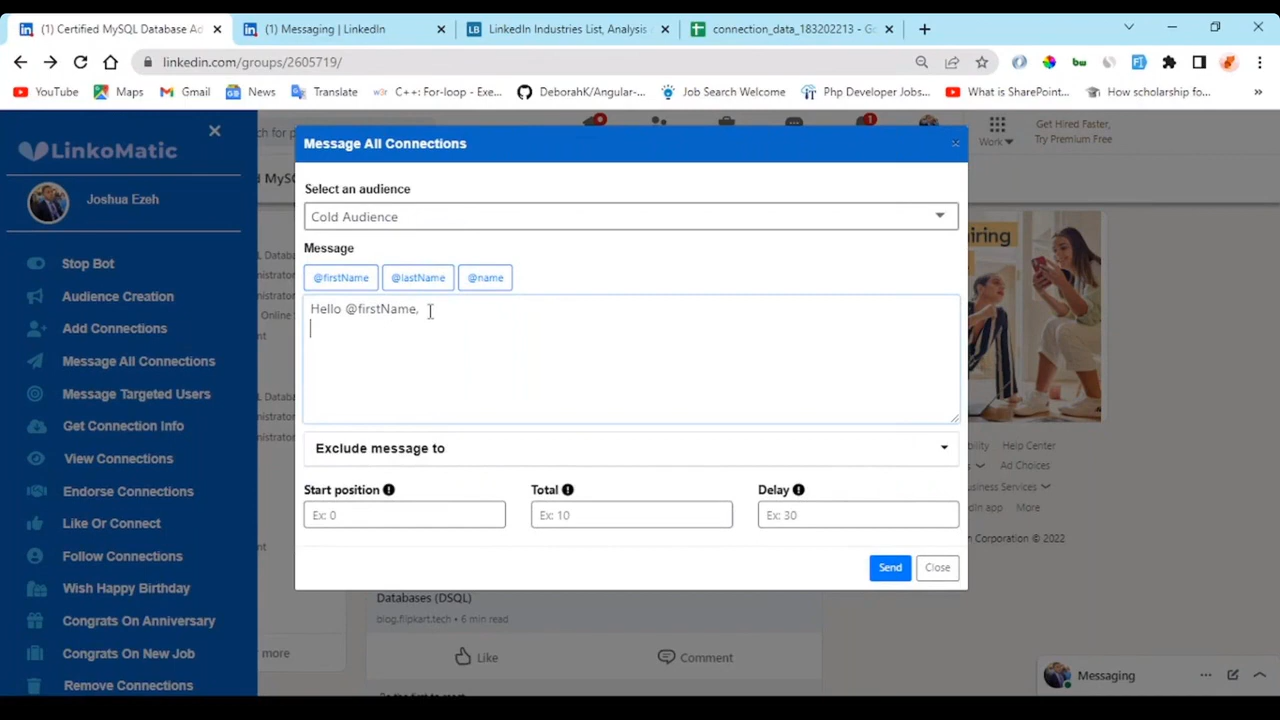 (1) Certified MySQL Database Ad
(1) Messaging | LinkedIn
LinkedIn Industries List, Analysis
connection_data_183202213 - Go
linkedin.com/groups/2605719/
YouTube
Maps
Gmail
News
Translate
C++: For-loop - Exe...
DeborahK/Angular-...
Job Search Welcome
Php Developer Jobs...
What is SharePoint...
How scholarship fo...
»
LinkoMatic
Joshua Ezeh
Stop Bot
Audience Creation
Add Connections
Message All Connections
Message Targeted Users
Get Connection Info
View Connections
Endorse Connections
Like Or Connect
Follow Connections
Wish Happy Birthday
Congrats On Anniversary
Congrats On New Job
Remove Connections
Message All Connections
Select an audience
Cold Audience
Message
@firstName
@lastName
@name
Hello @firstName,
Exclude message to
Start position
Total
Delay
Ex: 0
Ex: 10
Ex: 30
Send
Close
Work
Get Hired Faster,
Try Premium Free
1
iring
Help Center
Ad Choices
More
Corporation © 2022
more
Databases (DSQL)
blog.flipkart.tech • 6 min read
Like
Comment
Messaging